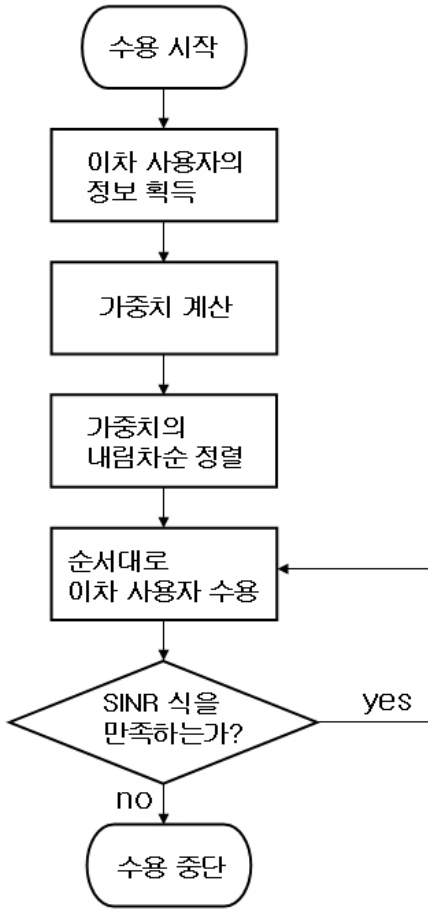 수용 시작
이차 사용자의
정보 획득
가중치 계산
가중치의
내림차순 정렬
순서대로
이차 사용자 수용
SINR 식을
만족하는가?
yes
no
수용 중단